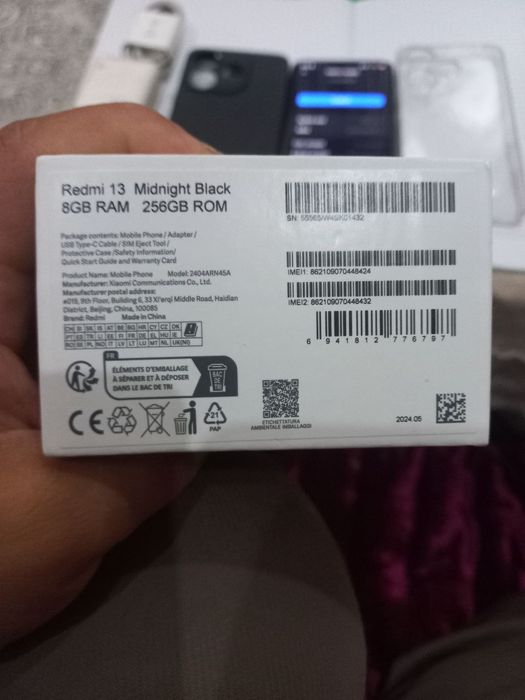 Redmi 13 Midnight Black
8GB RAM 256GB ROM
Package contents: Mobile Phone / Adapter /
USB Type-C Cable / SIM Eject Tool /
Protective Case /Safety Information/
Quick Start Guide and Warranty Card
Product Name: Mobile Phone Model: 2404ARN45A
Manufacturer: Xiaomi Communications Co., Ltd.
Manufacturer postal address:
#019, 9th Floor, Building 6, 33 Xi'erqi Middle Road, Haidian
District, Beijing, China, 100085
Brand: Redmi Made in China
IMEI1: 862109070448424
IMEI2: 862109070448432
6 941812 776797
FR
ÉLÉMENTS D'EMBALLAGE
À SÉPARER ET À DÉPOSER
DANS LE BAC DE TRI
BAC
DE
TRI
CE
21
PAP
ETICHETTATURA
AMBIENTALE IMBALLAGGI
2024.05